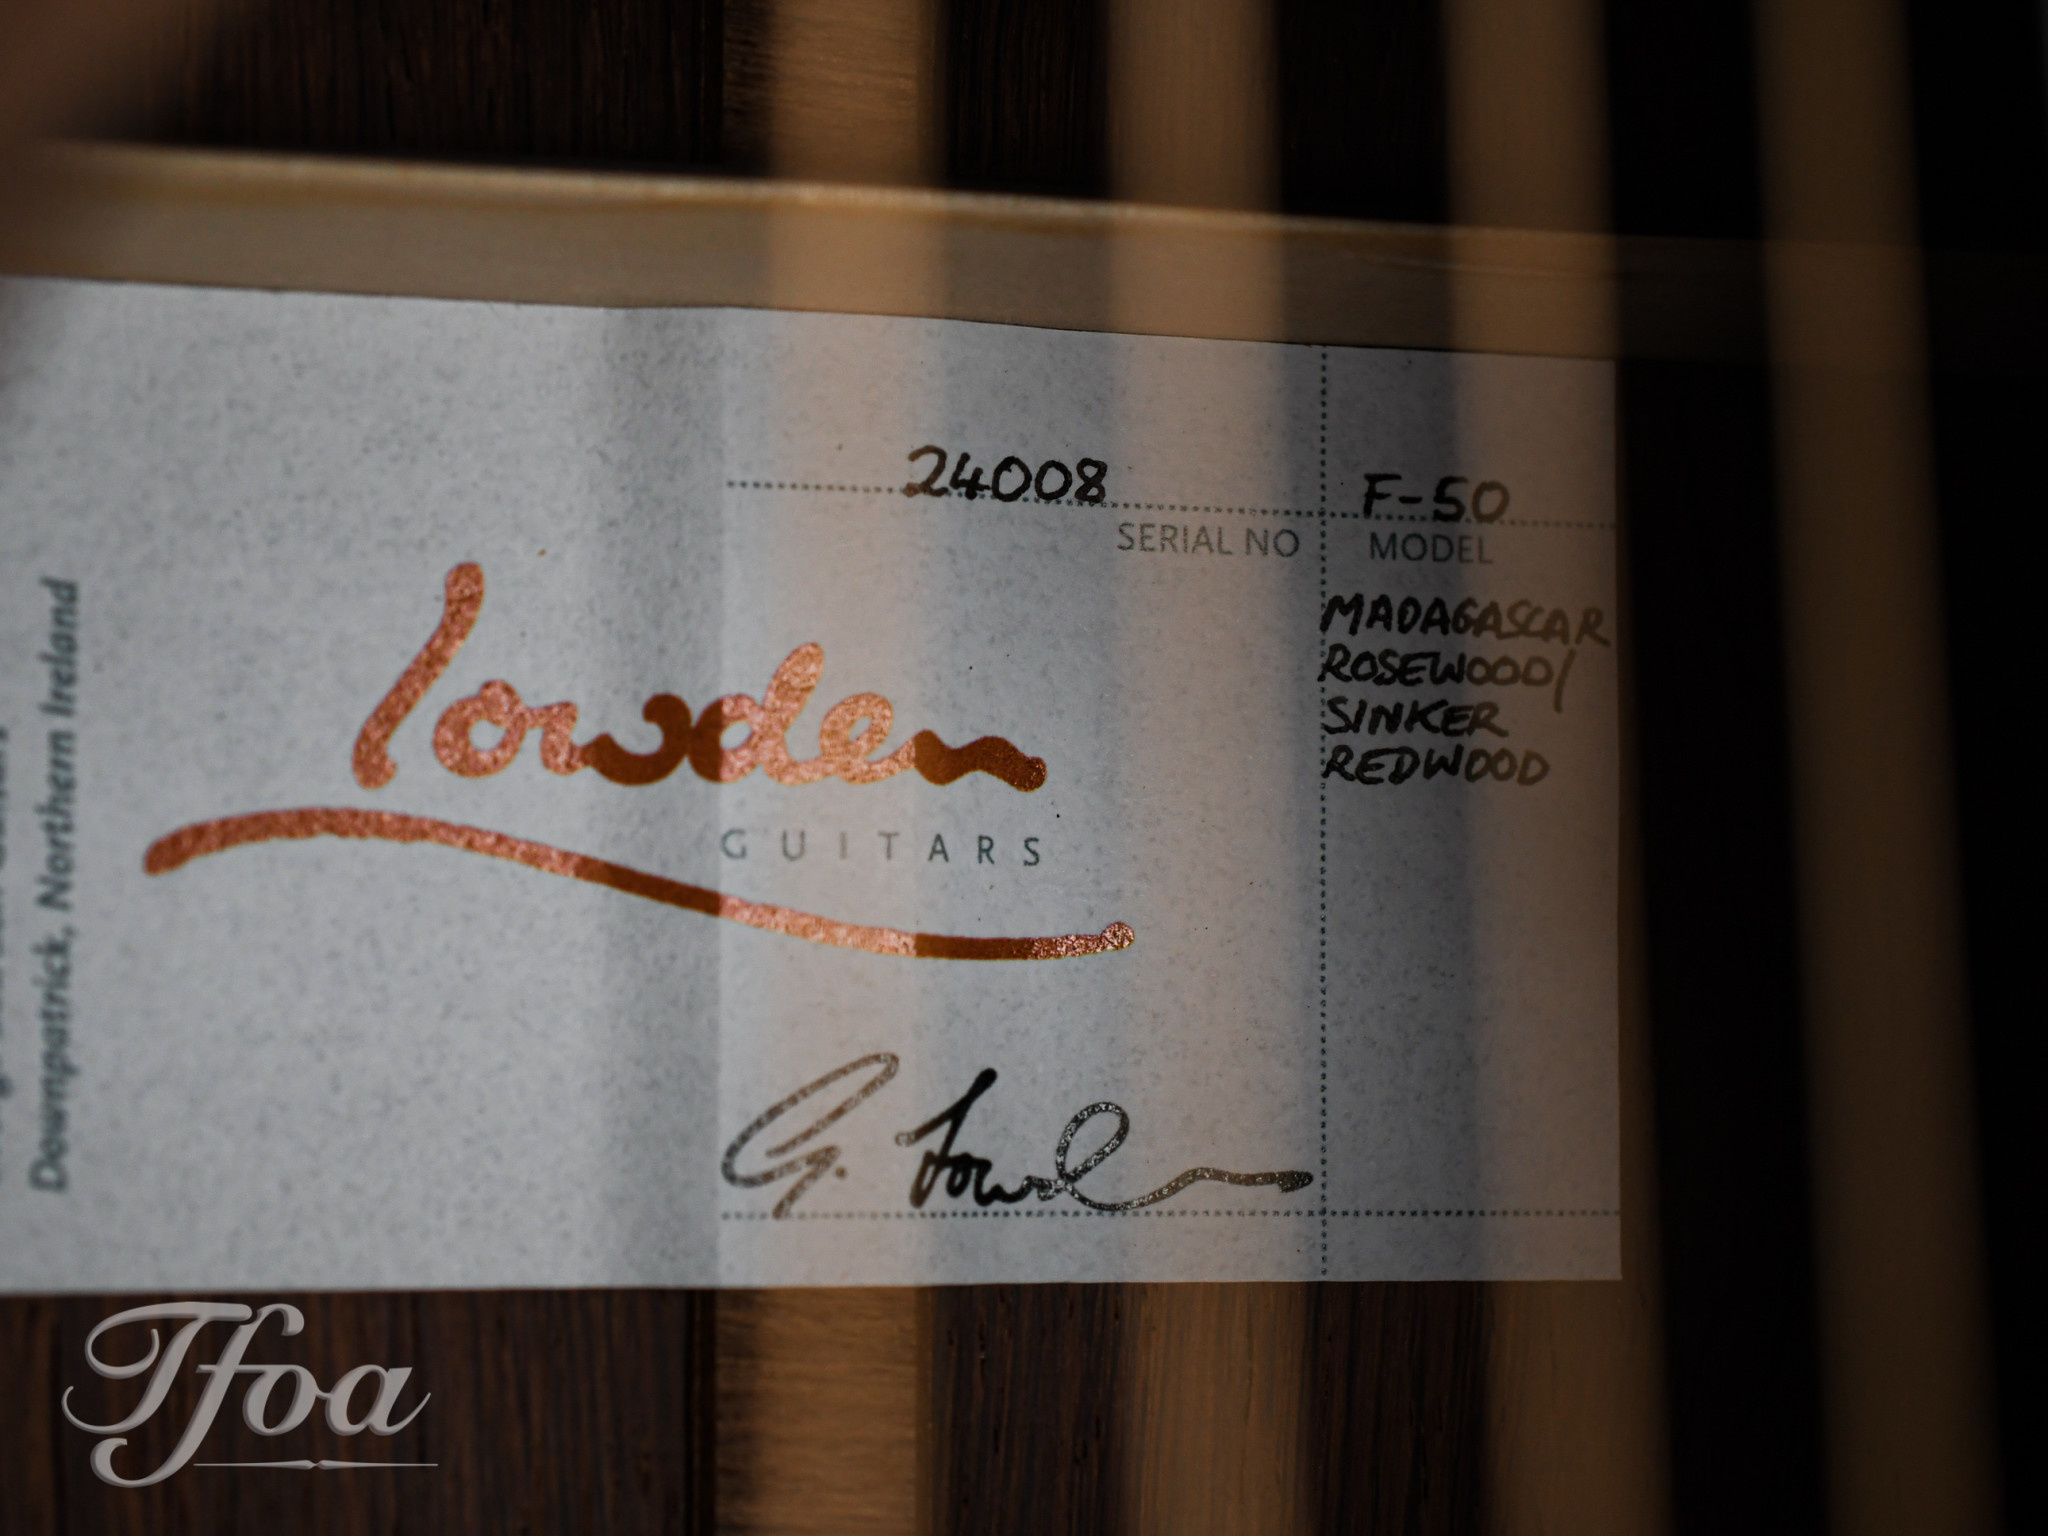 24008
SERIAL NO
F-50
MODEL
MADAGASCAR
ROSEWOOD/
SINKER
REDWOOD
Lowden
GUITARS
G. Lowden
Downpatrick, Northern Ireland
Tfoa